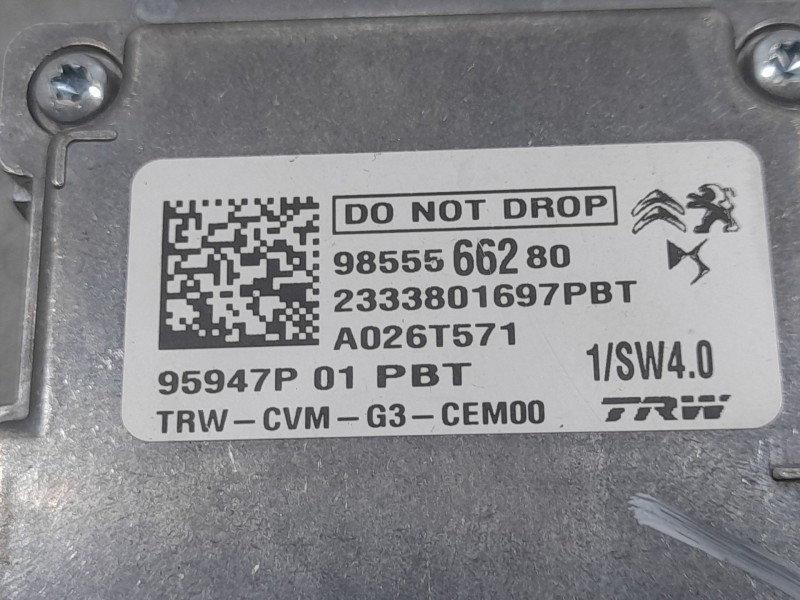 DO NOT DROP
98555 662 80
2333801697PBT
A026T571
95947P 01 PBT
1/SW4.0
TRW-CVM-G3-CEM00
TRW